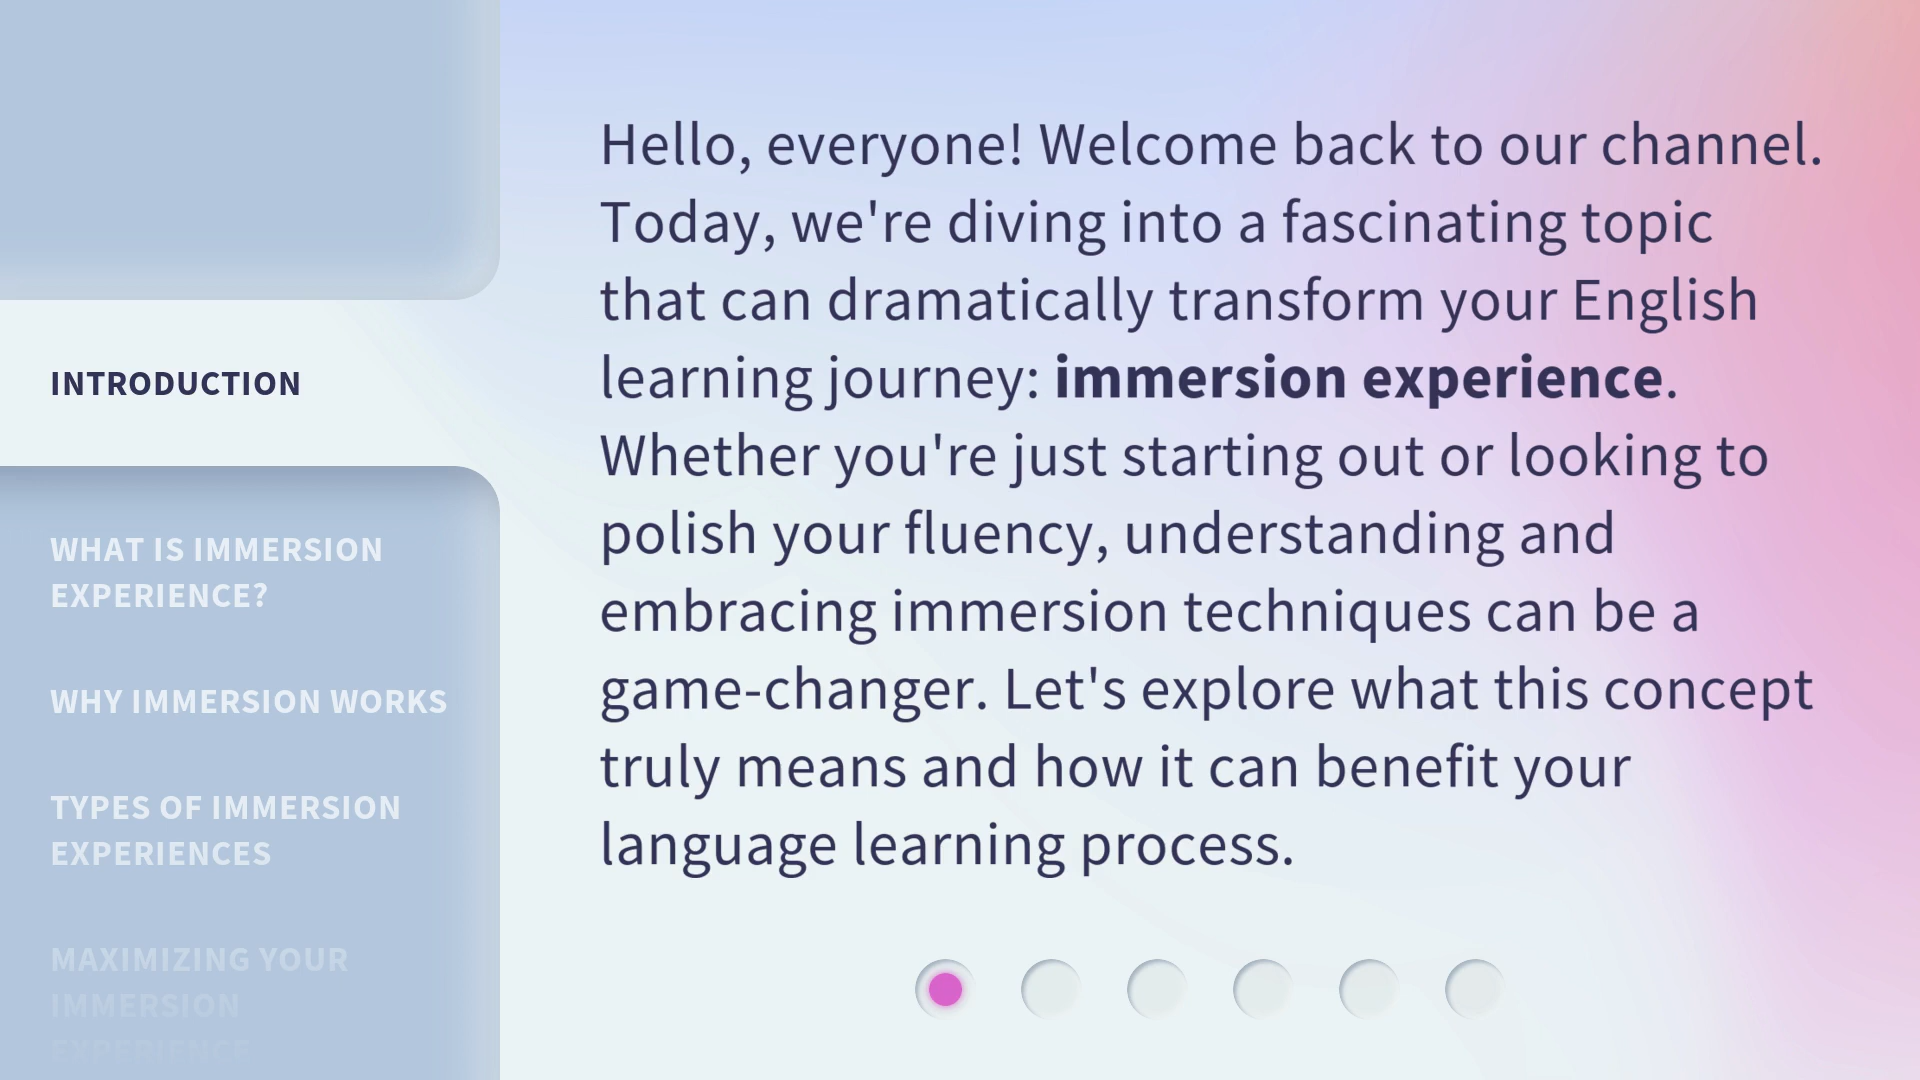 INTRODUCTION
WHAT IS IMMERSION
EXPERIENCE?
WHY IMMERSION WORKS
TYPES OF IMMERSION
EXPERIENCES
MAXIMIZING YOUR
IMMERSION
EXPERIENCE
Hello, everyone! Welcome back to our channel.
Today, we're diving into a fascinating topic
that can dramatically transform your English
learning journey: immersion experience.
Whether you're just starting out or looking to
polish your fluency, understanding and
embracing immersion techniques can be a
game-changer. Let's explore what this concept
truly means and how it can benefit your
language learning process.